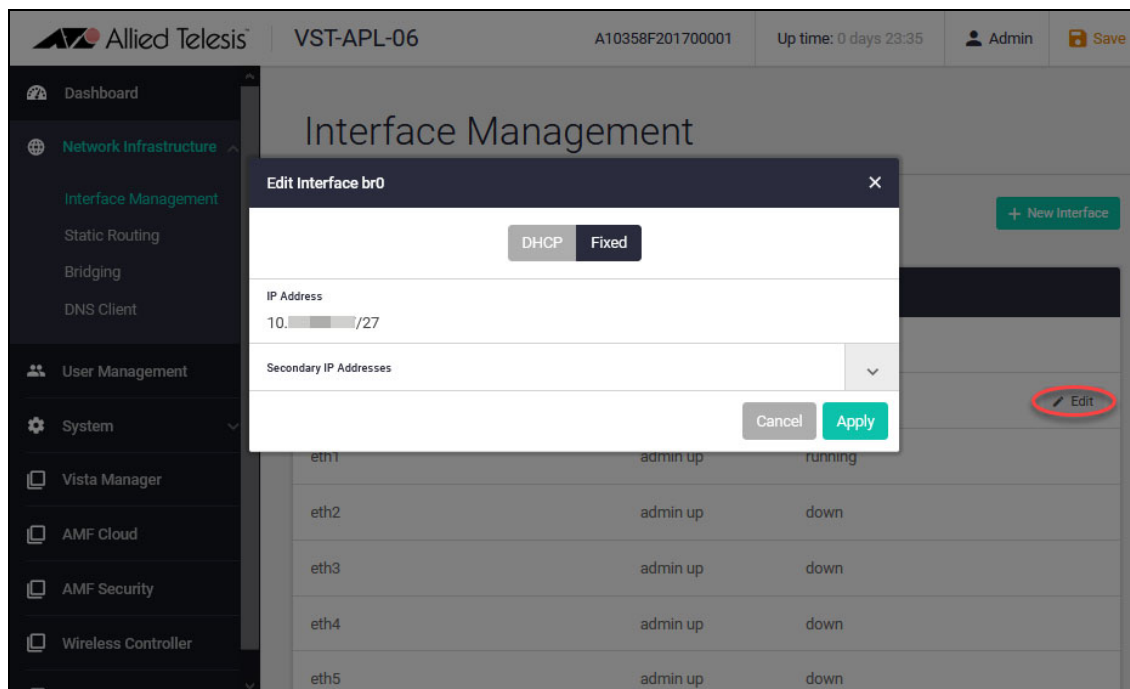 Allied Telesis
VST-APL-06
A10358F201700001
Up time: 0 days 23:35
Admin
Save
Dashboard
Network Infrastructure
Interface Management
Static Routing
Bridging
DNS Client
User Management
System
Vista Manager
AMF Cloud
AMF Security
Wireless Controller
Interface Management
+ New Interface
Edit Interface br0
DHCP Fixed
IP Address
10. /27
Secondary IP Addresses
Cancel Apply
Edit
eth1 admin up running
eth2 admin up down
eth3 admin up down
eth4 admin up down
eth5 admin up down